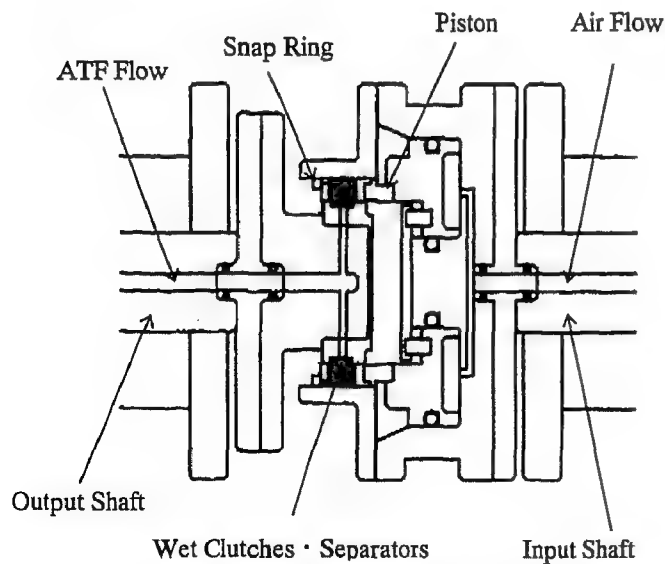 Piston
Air Flow
Snap Ring
ATF Flow
Output Shaft
Wet Clutches · Separators
Input Shaft